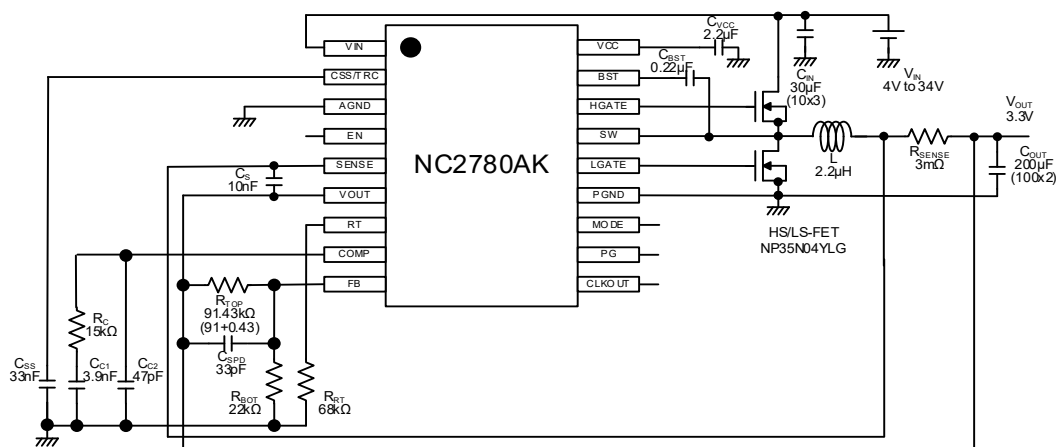 NC2780AK
VIN
CSS/TRC
AGND
EN
SENSE
VOUT
RT
COMP
FB
VCC
BST
HGATE
SW
LGATE
PGND
MODE
PG
CLKOUT
CVCC
2.2µF
CBST
0.22µF
CIN
30µF
(10x3)
VIN
4V to 34V
VOUT
3.3V
L
2.2µH
RSENSE
3mΩ
COUT
200µF
(100x2)
HS/LS-FET
NP35N04YLG
CS
10nF
RTOP
91.43kΩ
(91+0.43)
CSPD
33pF
RC
15kΩ
CSS
33nF
CC1
3.9nF
CC2
47pF
RBOT
22kΩ
RRT
68kΩ